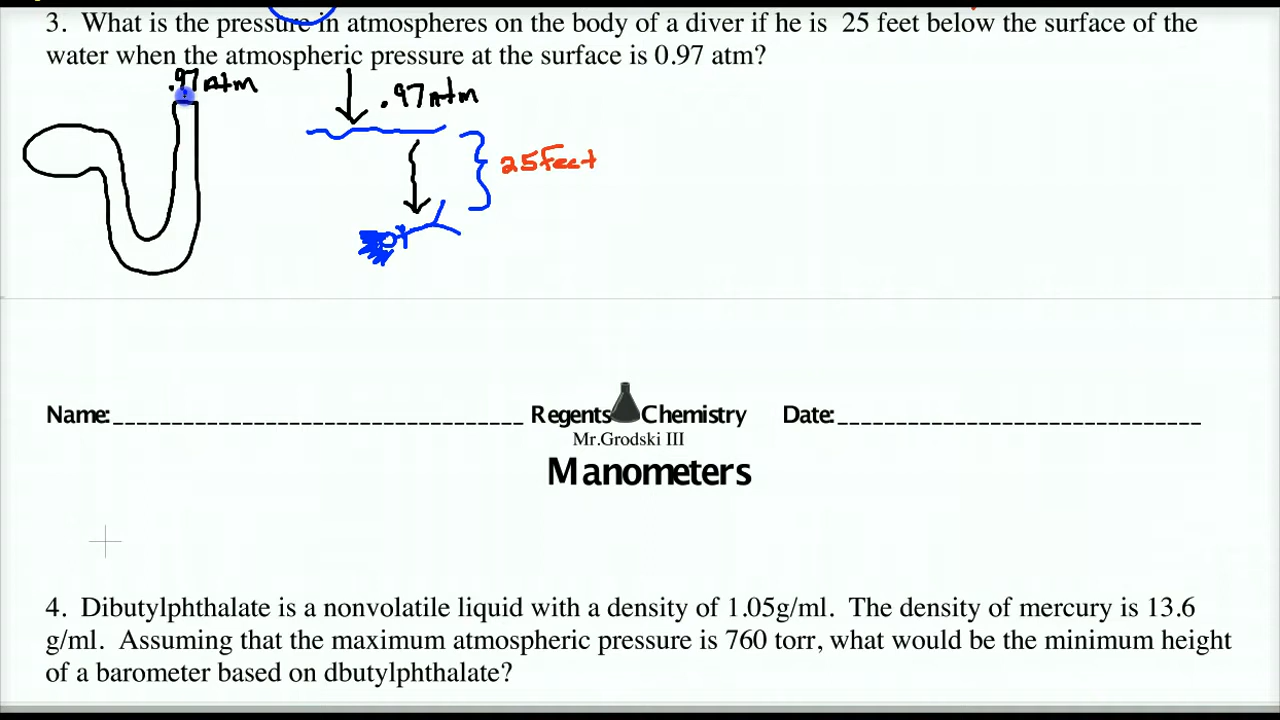 3. What is the pressure in atmospheres on the body of a diver if he is 25 feet below the surface of the
water when the atmospheric pressure at the surface is 0.97 atm?
.97 Atm
.97 Atm
25 feet
Name:__________________________________ Regents Chemistry Date:_______________________________
Mr.Grodski III
Manometers
4. Dibutylphthalate is a nonvolatile liquid with a density of 1.05g/ml. The density of mercury is 13.6
g/ml. Assuming that the maximum atmospheric pressure is 760 torr, what would be the minimum height
of a barometer based on dbutylphthalate?